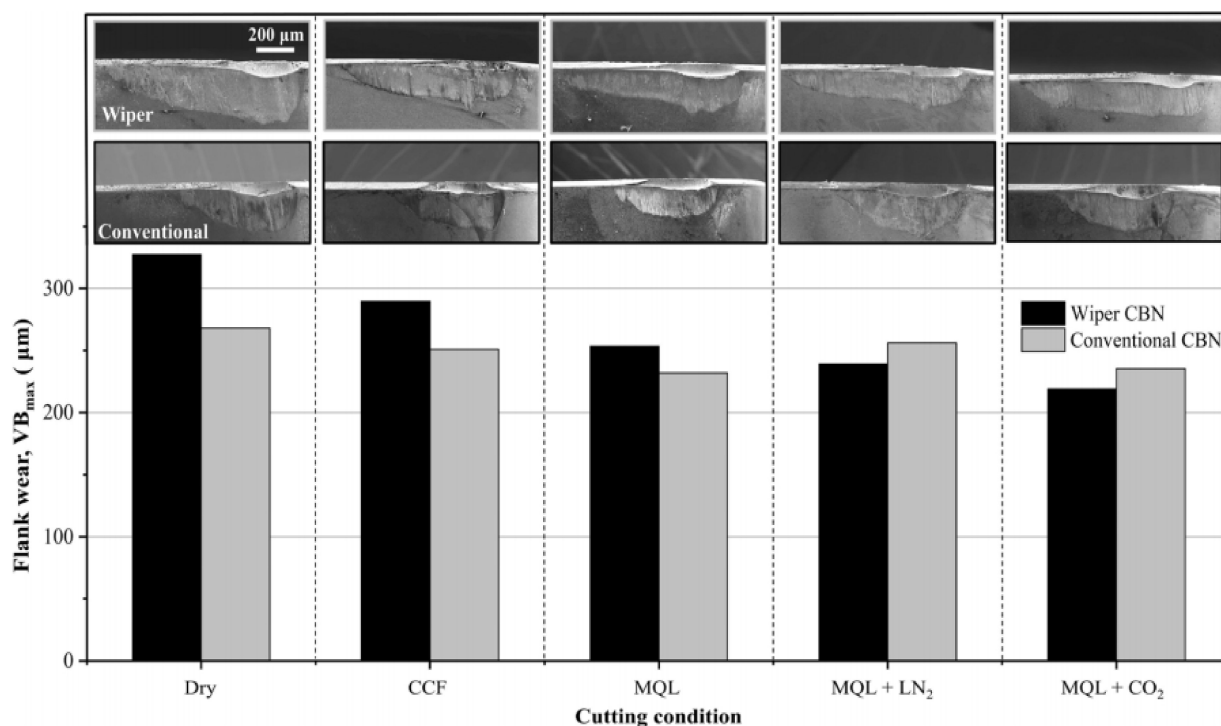 200 μm
Wiper
Conventional
300
200
100
0
Flank wear, VBmax ( μm)
Wiper CBN
Conventional CBN
Dry
CCF
MQL
MQL + LN2
MQL + CO2
Cutting condition